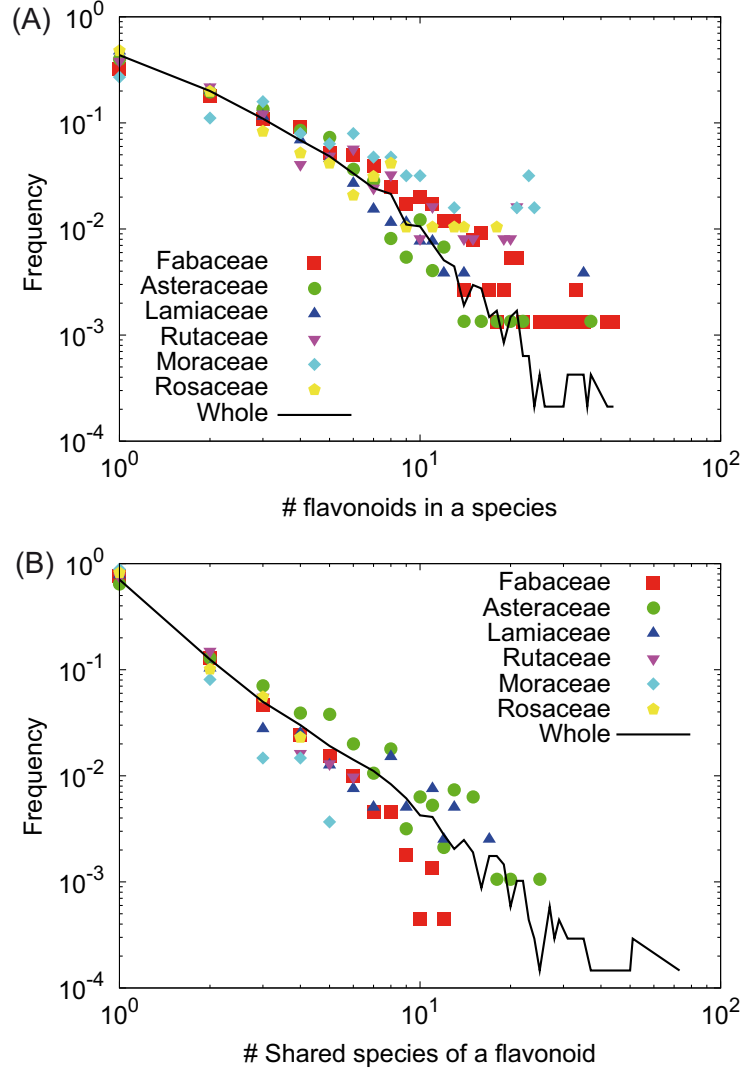 (A)
10^0
10^-1
10^-2
10^-3
10^-4
Frequency
Fabaceae
Asteraceae
Lamiaceae
Rutaceae
Moraceae
Rosaceae
Whole
10^0 10^1 10^2
# flavonoids in a species
(B)
10^0
10^-1
10^-2
10^-3
10^-4
Frequency
Fabaceae
Asteraceae
Lamiaceae
Rutaceae
Moraceae
Rosaceae
Whole
10^0 10^1 10^2
# Shared species of a flavonoid